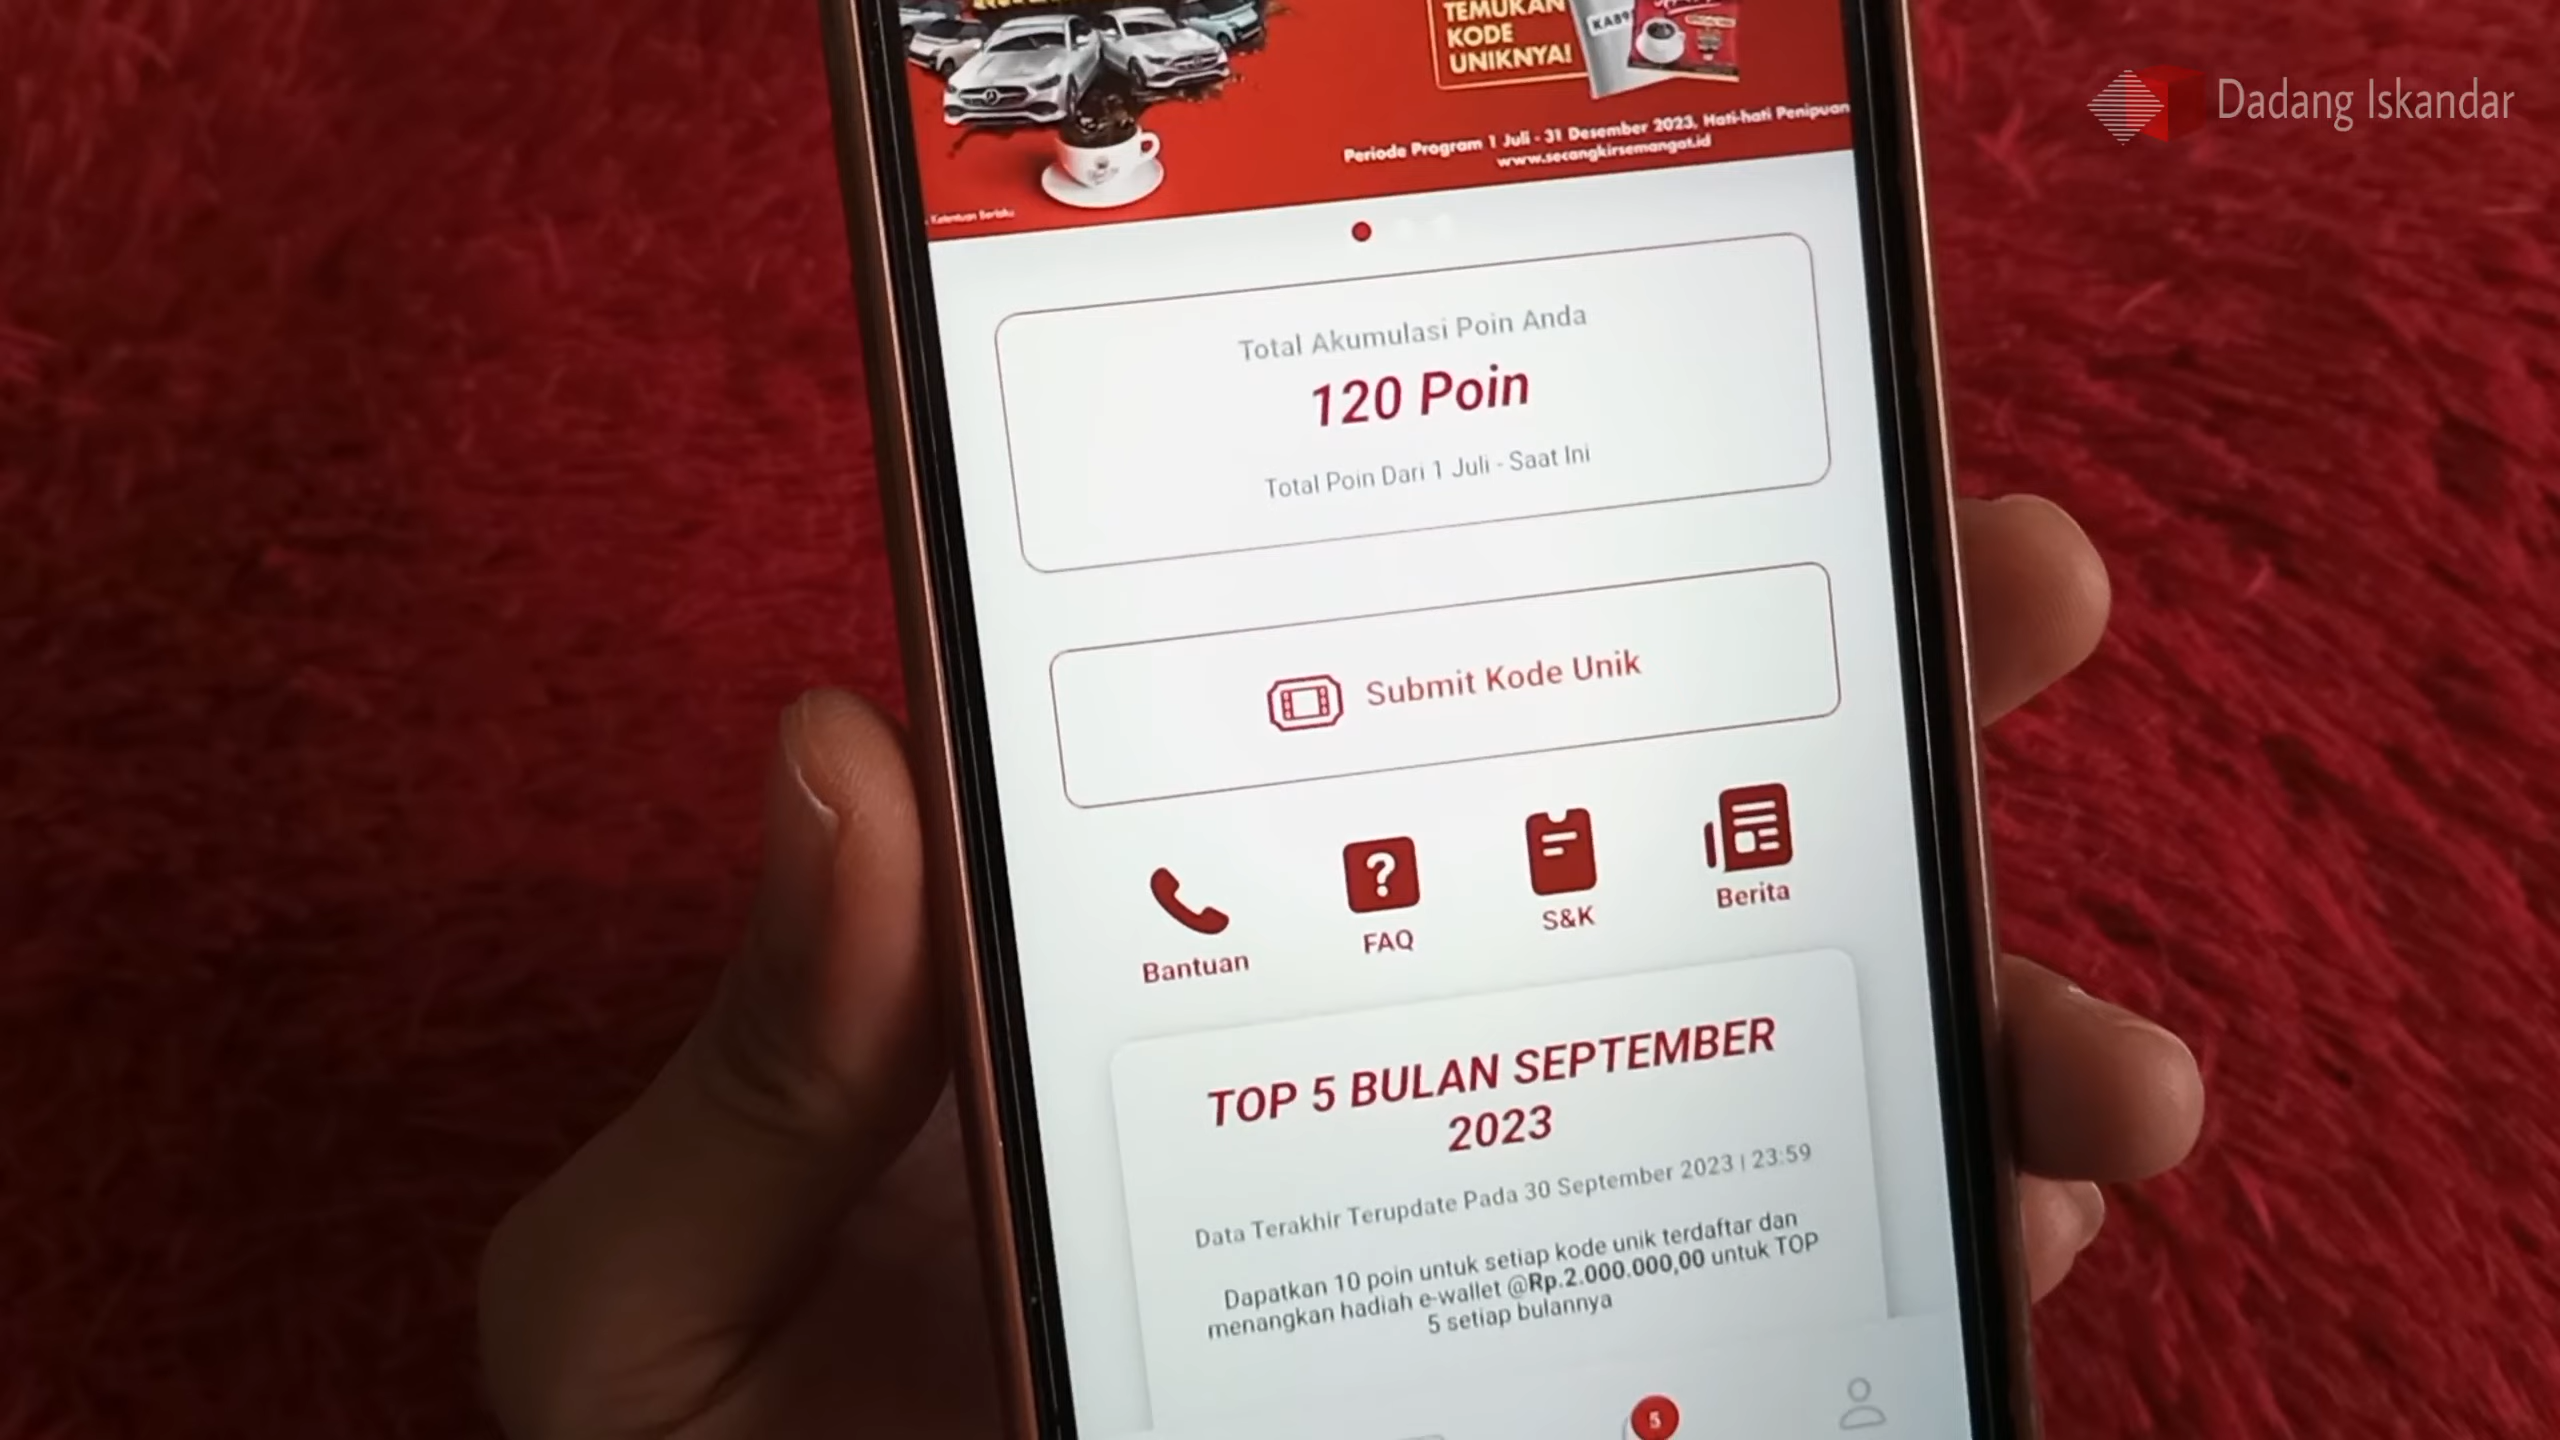 TEMUKAN
KODE
UNIKNYA!
KA89
Periode Program 1 Juli - 31 Desember 2023, Hati-hati Penipuan
www.secangkirsemangat.id
Ketentuan Berlaku
Dadang Iskandar
Total Akumulasi Poin Anda
120 Poin
Total Poin Dari 1 Juli - Saat Ini
Submit Kode Unik
Bantuan
FAQ
S&K
Berita
TOP 5 BULAN SEPTEMBER
2023
Data Terakhir Terupdate Pada 30 September 2023 | 23:59
Dapatkan 10 poin untuk setiap kode unik terdaftar dan
menangkan hadiah e-wallet @Rp.2.000.000,00 untuk TOP
5 setiap bulannya
5